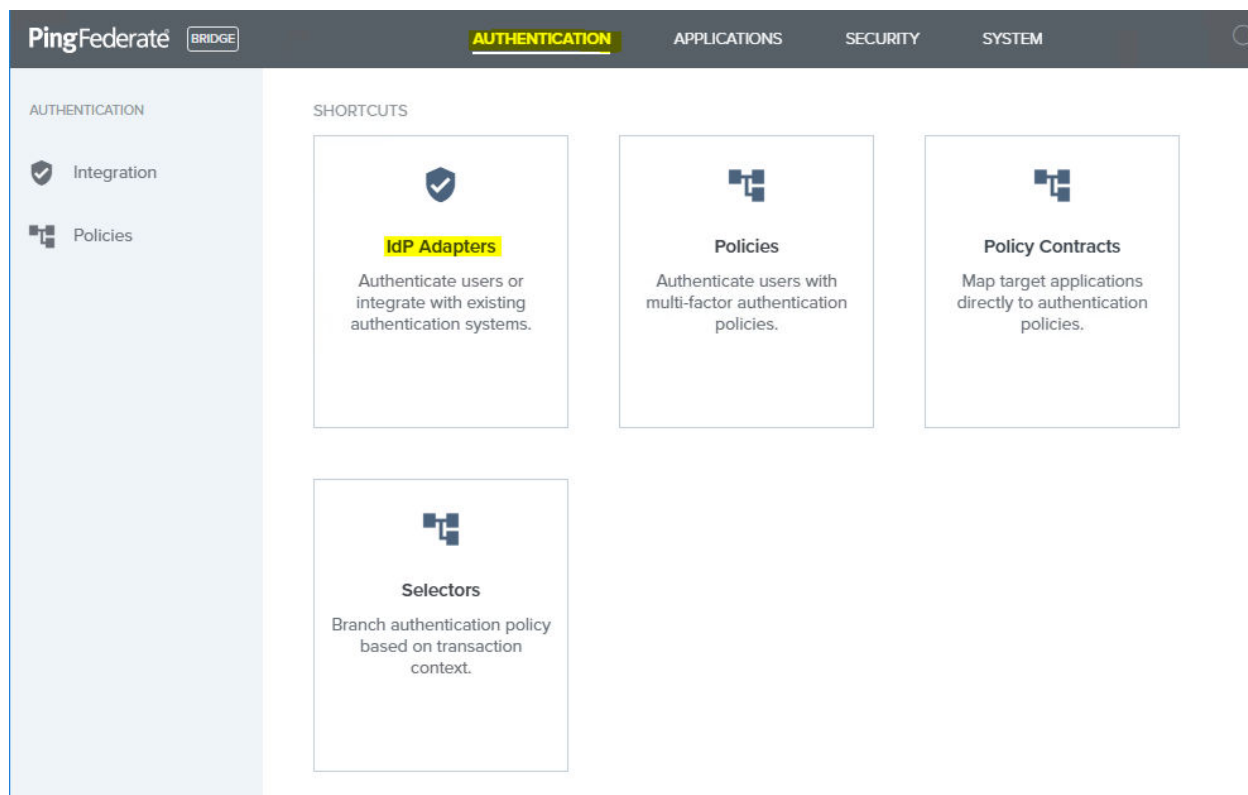 PingFederate BRIDGE
AUTHENTICATION APPLICATIONS SECURITY SYSTEM
AUTHENTICATION
Integration
Policies
SHORTCUTS
IdP Adapters
Authenticate users or
integrate with existing
authentication systems.
Policies
Authenticate users with
multi-factor authentication
policies.
Policy Contracts
Map target applications
directly to authentication
policies.
Selectors
Branch authentication policy
based on transaction
context.